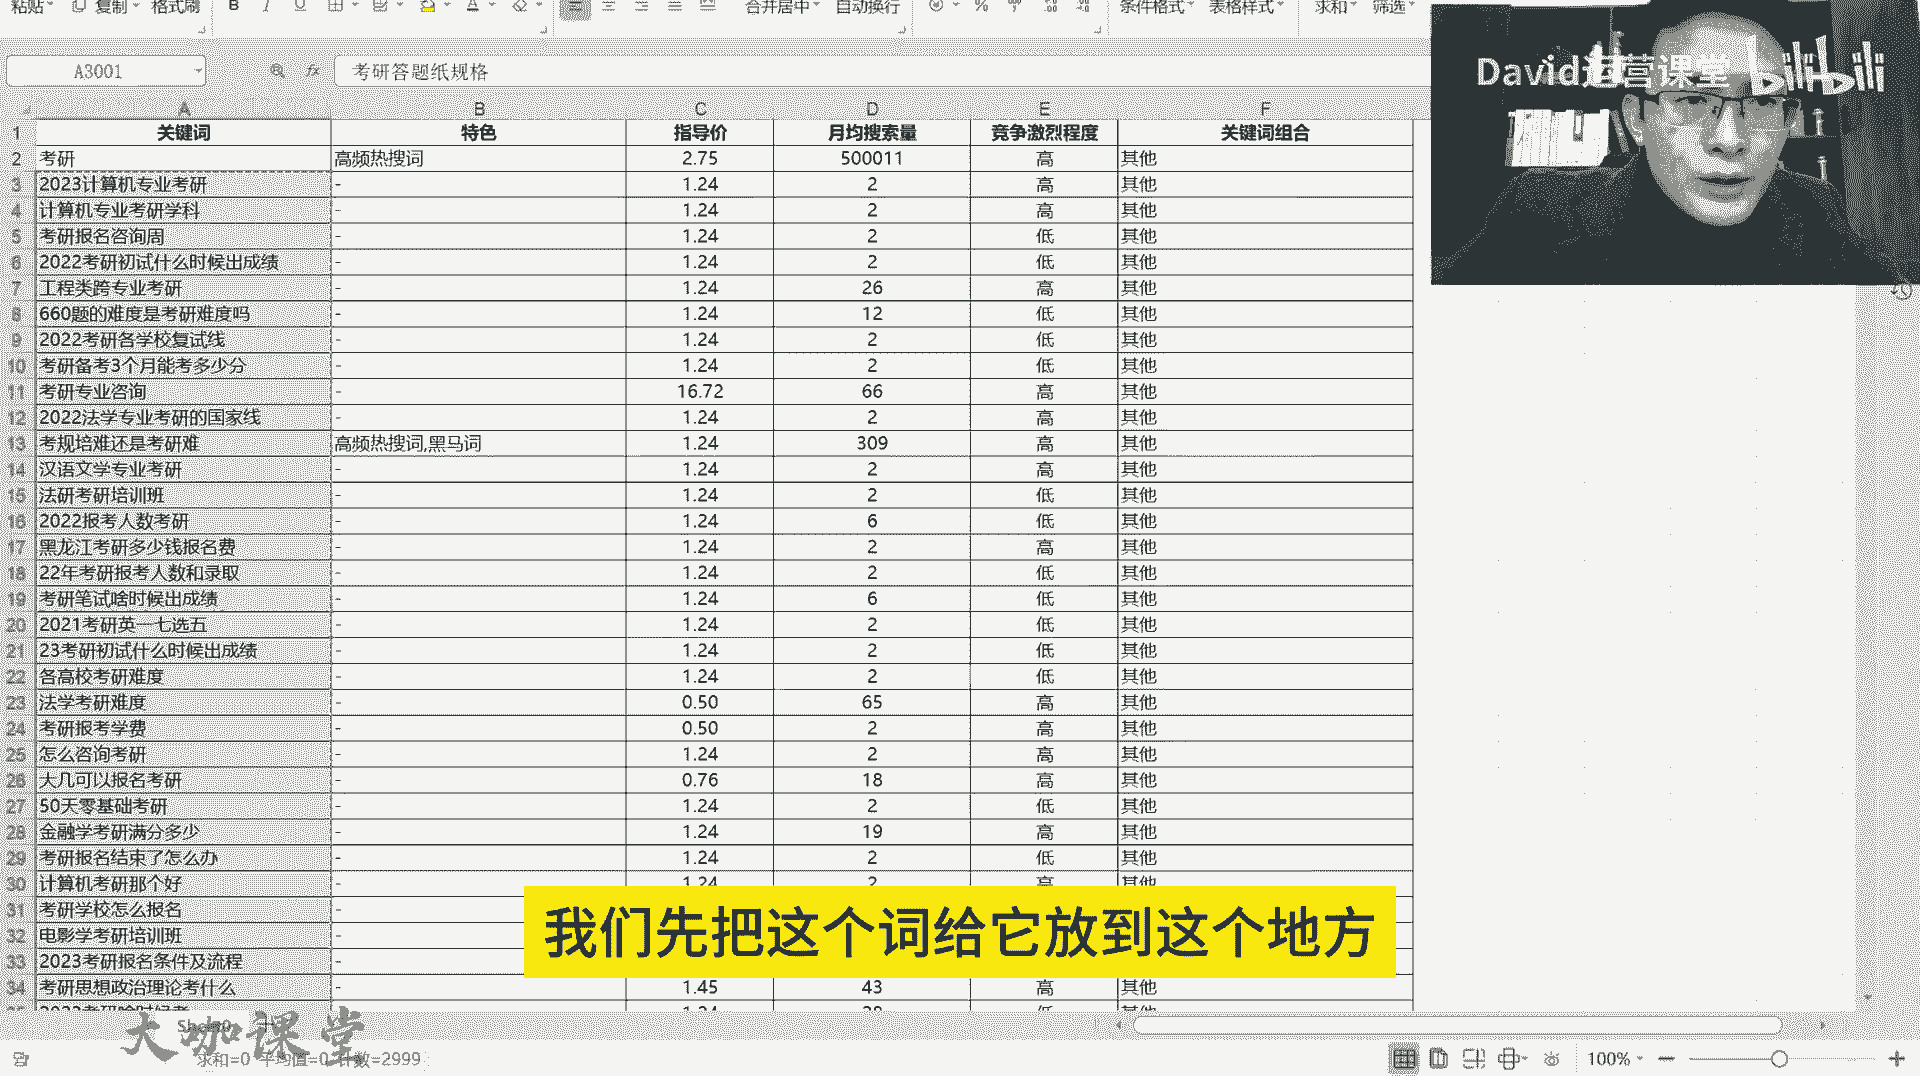 粘贴 复制 格式刷 B I U A 合并居中 自动换行 % 条件格式 表格样式 求和 筛选
A3001 fx 考研答题纸规格
David运营课堂 bilibili
A B C D E F
1 关键词 特色 指导价 月均搜索量 竞争激烈程度 关键词组合
2 考研 高频热搜词 2.75 500011 高 其他
3 2023计算机专业考研 - 1.24 2 高 其他
4 计算机专业考研学科 - 1.24 2 高 其他
5 考研报名咨询周 - 1.24 2 低 其他
6 2022考研初试什么时候出成绩 - 1.24 2 低 其他
7 工程类跨专业考研 - 1.24 26 高 其他
8 660题的难度是考研难度吗 - 1.24 12 低 其他
9 2022考研各学校复试线 - 1.24 2 低 其他
10 考研备考3个月能考多少分 - 1.24 2 低 其他
11 考研专业咨询 - 16.72 66 高 其他
12 2022法学专业考研的国家线 - 1.24 2 高 其他
13 考规培难还是考研难 高频热搜词,黑马词 1.24 309 高 其他
14 汉语文学专业考研 - 1.24 2 高 其他
15 法研考研培训班 - 1.24 2 低 其他
16 2022报考人数考研 - 1.24 6 低 其他
17 黑龙江考研多少钱报名费 - 1.24 2 高 其他
18 22年考研报考人数和录取 - 1.24 2 低 其他
19 考研笔试啥时候出成绩 - 1.24 6 低 其他
20 2021考研英一七选五 - 1.24 2 低 其他
21 23考研初试什么时候出成绩 - 1.24 2 低 其他
22 各高校考研难度 - 1.24 2 低 其他
23 法学考研难度 - 0.50 65 高 其他
24 考研报考学费 - 0.50 2 高 其他
25 怎么咨询考研 - 1.24 2 高 其他
26 大几可以报名考研 - 0.76 18 高 其他
27 50天零基础考研 - 1.24 2 低 其他
28 金融学考研满分多少 - 1.24 19 高 其他
29 考研报名结束了怎么办 - 1.24 2 低 其他
30 计算机考研那个好 - 1.24 2 高 其他
31 考研学校怎么报名 -
32 电影学考研培训班 -
33 2023考研报名条件及流程 -
我们先把这个词给它放到这个地方
34 考研思想政治理论考什么 - 1.45 43 高 其他
大咖课堂
求和=0 平均值=0 计数=2999 100%